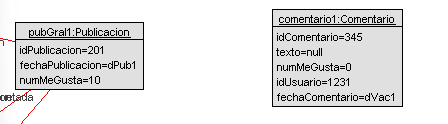 pubGral1:Publicacion
idPublicacion=201
fechaPublicacion=dPub1
numMeGusta=10
comentario1:Comentario
idComentario=345
texto=null
numMeGusta=0
idUsuario=1231
fechaComentario=dVac1